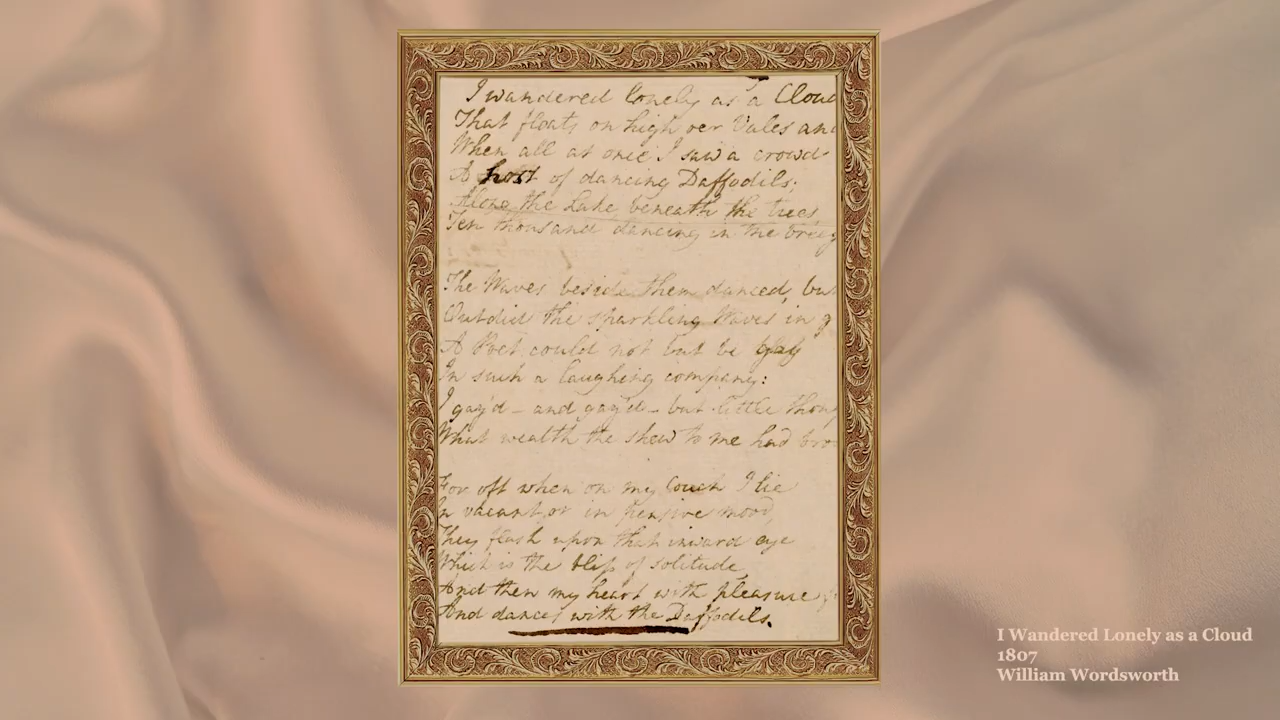 I wandered lonely as a Cloud
That floats on high oer Vales and
When all at once I saw a crowd
A host of dancing Daffodils;
Along the Lake beneath the trees
Ten thousand dancing in the breez
The Waves beside them danced, but
Outdid the sparkling Waves in g
A Poet could not but be gay
In such a laughing company:
I gaz'd - and gaz'd - but little thou
What wealth the shew to me had bro
For oft when on my Couch I lie
In vacant, or in pensive mood,
They flash upon that inward eye
Which is the bliss of solitude
And then my heart with pleasure
And dances with the Daffodils.
I Wandered Lonely as a Cloud
1807
William Wordsworth